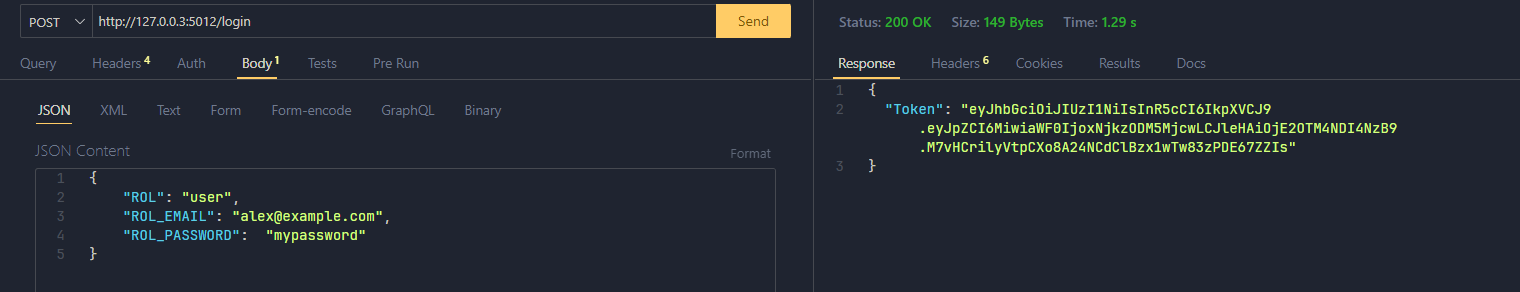 POST http://127.0.0.3:5012/login Send
Status: 200 OK Size: 149 Bytes Time: 1.29 s
Query Headers 4 Auth Body 1 Tests Pre Run
JSON XML Text Form Form-encode GraphQL Binary
JSON Content Format
1 {
2 "ROL": "user",
3 "ROL_EMAIL": "alex@example.com",
4 "ROL_PASSWORD": "mypassword"
5 }
Response Headers 6 Cookies Results Docs
1 {
2 "Token": "eyJhbGciOiJIUzI1NiIsInR5cCI6IkpXVCJ9
.eyJpZCI6MiwiaWF0IjoxNjkzODM5MjcwLCJleHAiOjE2OTM4NDI4NzB9
.M7vHCrilyVtpCXo8A24NCdClBzx1wTw83zPDE67ZZIs"
3 }